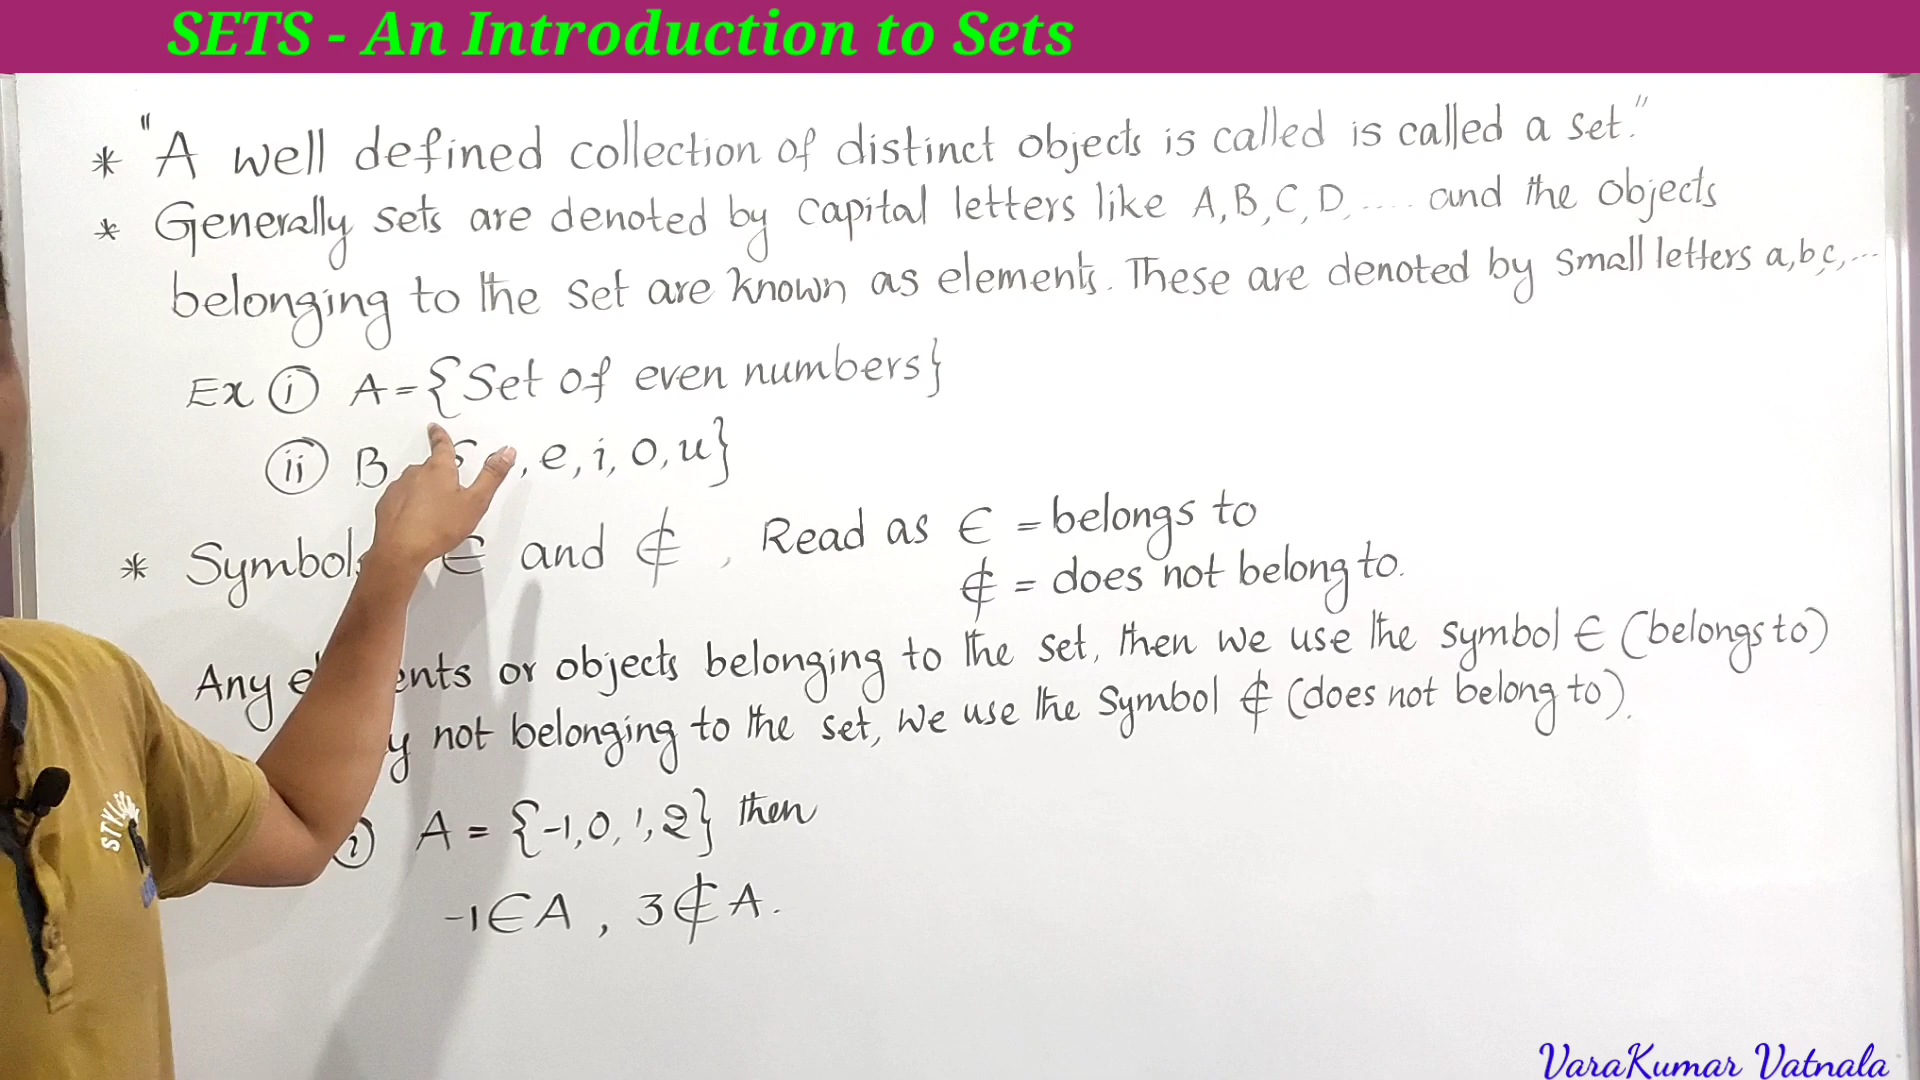 SETS - An Introduction to Sets
* "A well defined collection of distinct objects is called is called a set."
* Generally sets are denoted by capital letters like A,B,C,D, .... and the objects
belonging to the set are known as elements. These are denoted by small letters a,b,c,...
Ex (i) A={Set of even numbers}
(ii) B , e, i, o, u}
* Symbols ∈ and ∉ , Read as ∈ = belongs to
∉ = does not belong to.
Any or objects belonging to the set, then we use the symbol ∈ (belongs to)
not belonging to the set, we use the symbol ∉ (does not belong to).
A = {-1,0,1,2} then
-1∈A , 3∉A.
STYLE
VaraKumar Vatnala